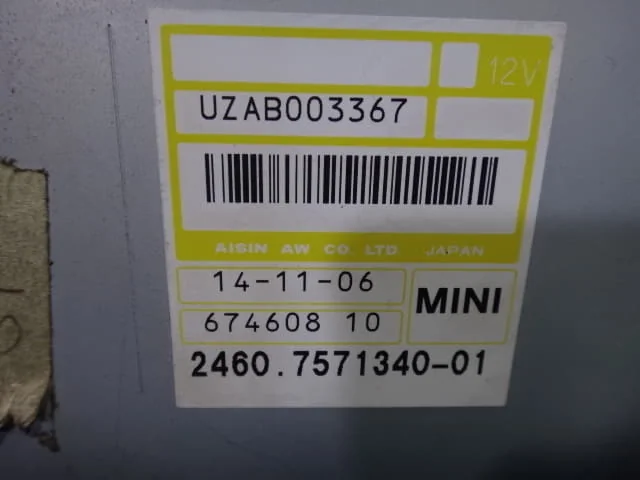 12V
UZAB003367
AISIN AW CO. LTD JAPAN
14-11-06
MINI
674608 10
2460.7571340-01